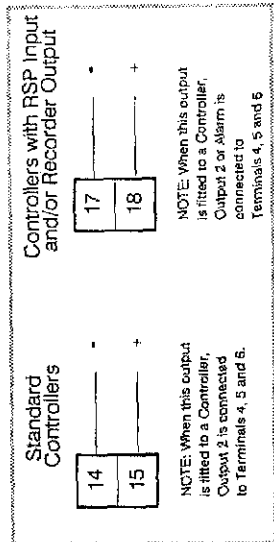 Standard
Controllers
14
-
15
+
NOTE: When this output
is fitted to a Controller,
Output 2 is connected
to Terminals 4, 5 and 6.
Controllers with RSP Input
and/or Recorder Output
17
-
18
+
NOTE: When this output
is fitted to a Controller,
Output 2 or Alarm is
connected to
Terminals 4, 5 and 6